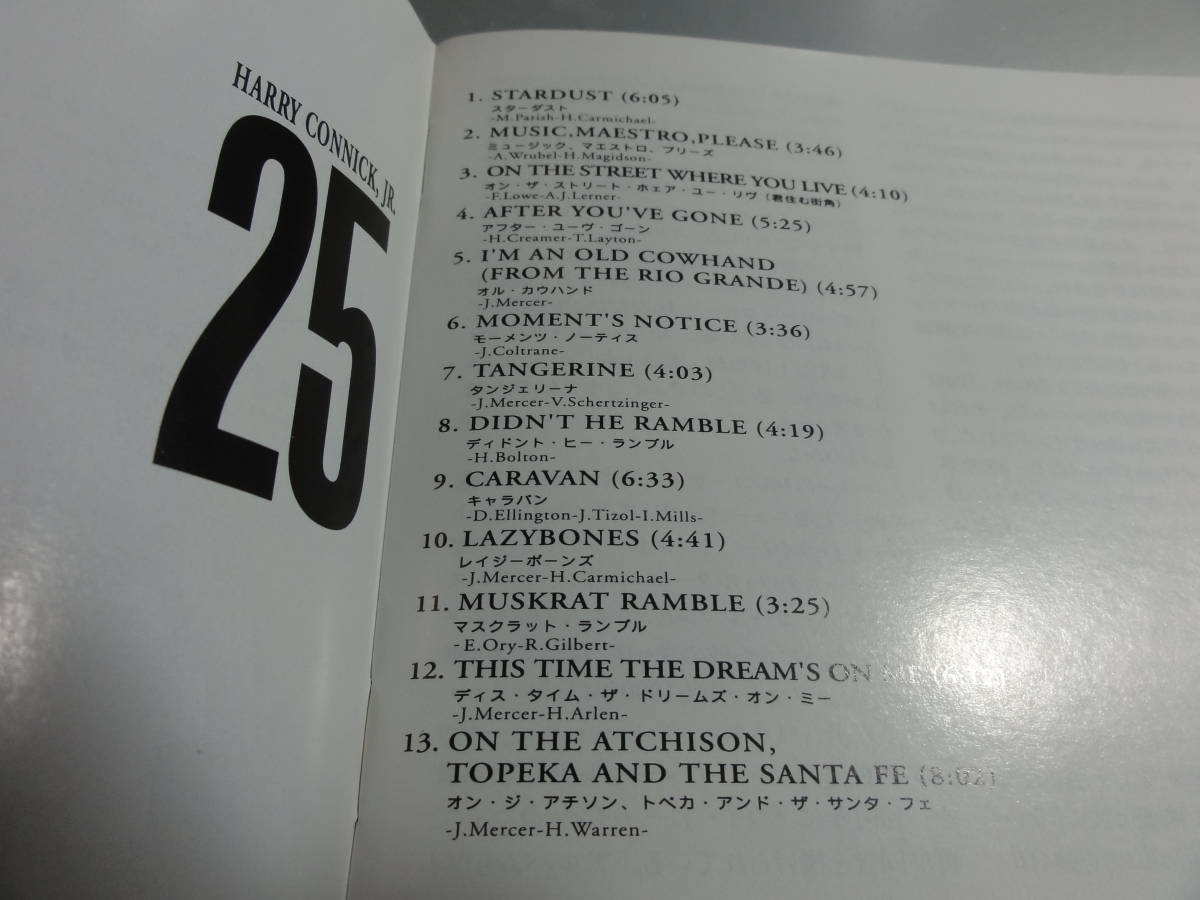 HARRY CONNICK, JR.
25
1. STARDUST (6:05)
スターダスト
-M.Parish-H.Carmichael-
2. MUSIC,MAESTRO,PLEASE (3:46)
ミュージック、マエストロ、プリーズ
-A.Wrubel-H.Magidson-
3. ON THE STREET WHERE YOU LIVE (4:10)
オン・ザ・ストリート・ホェア・ユー・リヴ (君住む街角)
-F.Lowe-A.J.Lerner-
4. AFTER YOU'VE GONE (5:25)
アフター・ユーヴ・ゴーン
-H.Creamer-T.Layton-
5. I'M AN OLD COWHAND
(FROM THE RIO GRANDE) (4:57)
オル・カウハンド
-J.Mercer-
6. MOMENT'S NOTICE (3:36)
モーメンツ・ノーティス
-J.Coltrane-
7. TANGERINE (4:03)
タンジェリーナ
-J.Mercer-V.Schertzinger-
8. DIDN'T HE RAMBLE (4:19)
ディドント・ヒー・ランブル
-H.Bolton-
9. CARAVAN (6:33)
キャラバン
-D.Ellington-J.Tizol-I.Mills-
10. LAZYBONES (4:41)
レイジーボーンズ
-J.Mercer-H.Carmichael-
11. MUSKRAT RAMBLE (3:25)
マスクラット・ランブル
-E.Ory-R.Gilbert-
12. THIS TIME THE DREAM'S ON ME
ディス・タイム・ザ・ドリームズ・オン・ミー
-J.Mercer-H.Arlen-
13. ON THE ATCHISON,
TOPEKA AND THE SANTA FE (8:02)
オン・ジ・アチソン、トペカ・アンド・ザ・サンタ・フェ
-J.Mercer-H.Warren-